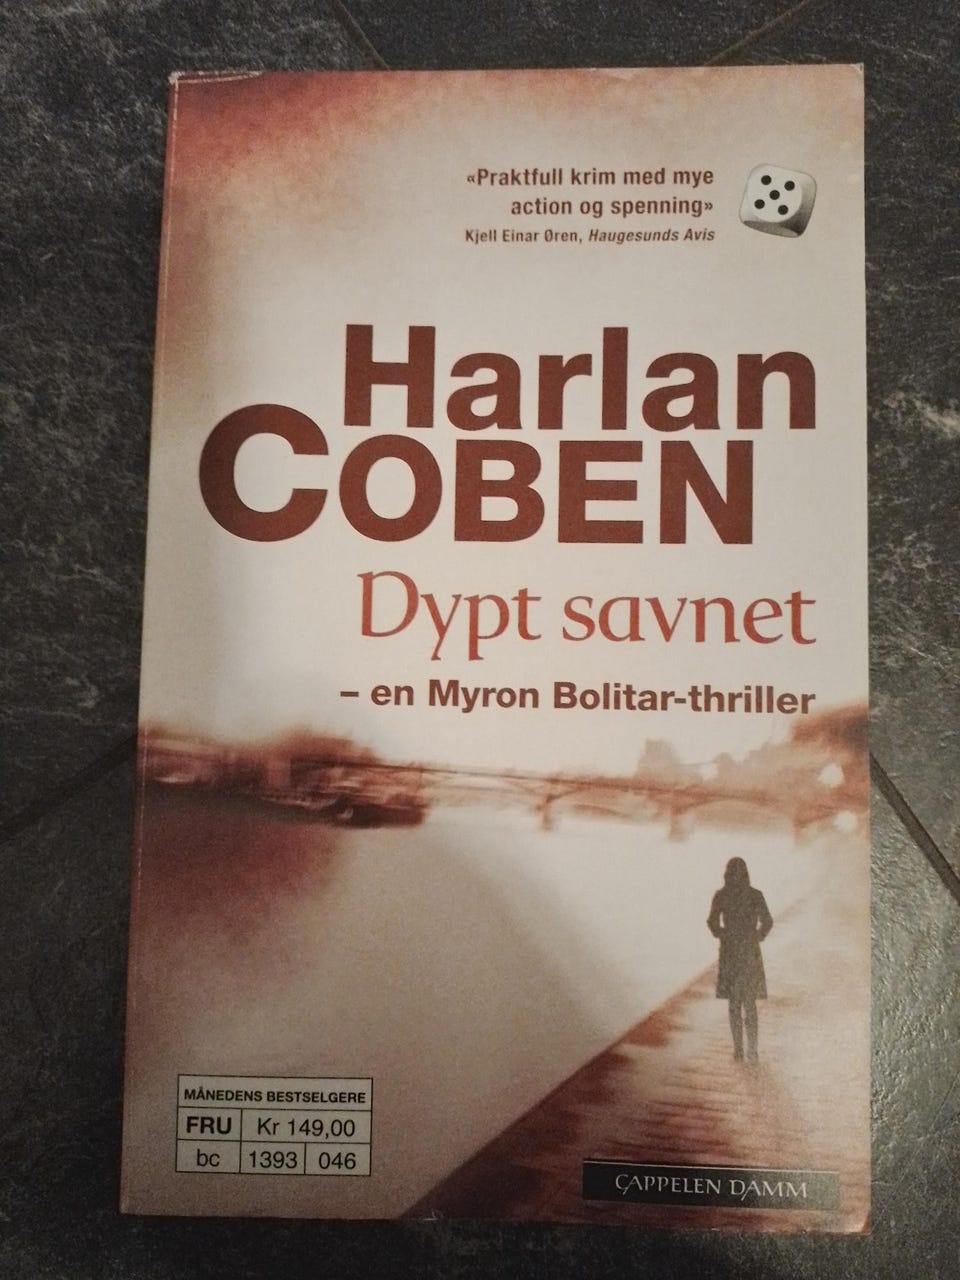 «Praktfull krim med mye
action og spenning»
Kjell Einar Øren, Haugesunds Avis
Harlan
COBEN
Dypt savnet
– en Myron Bolitar-thriller
MÅNEDENS BESTSELGERE
FRU Kr 149,00
bc 1393 046
CAPPELEN DAMM